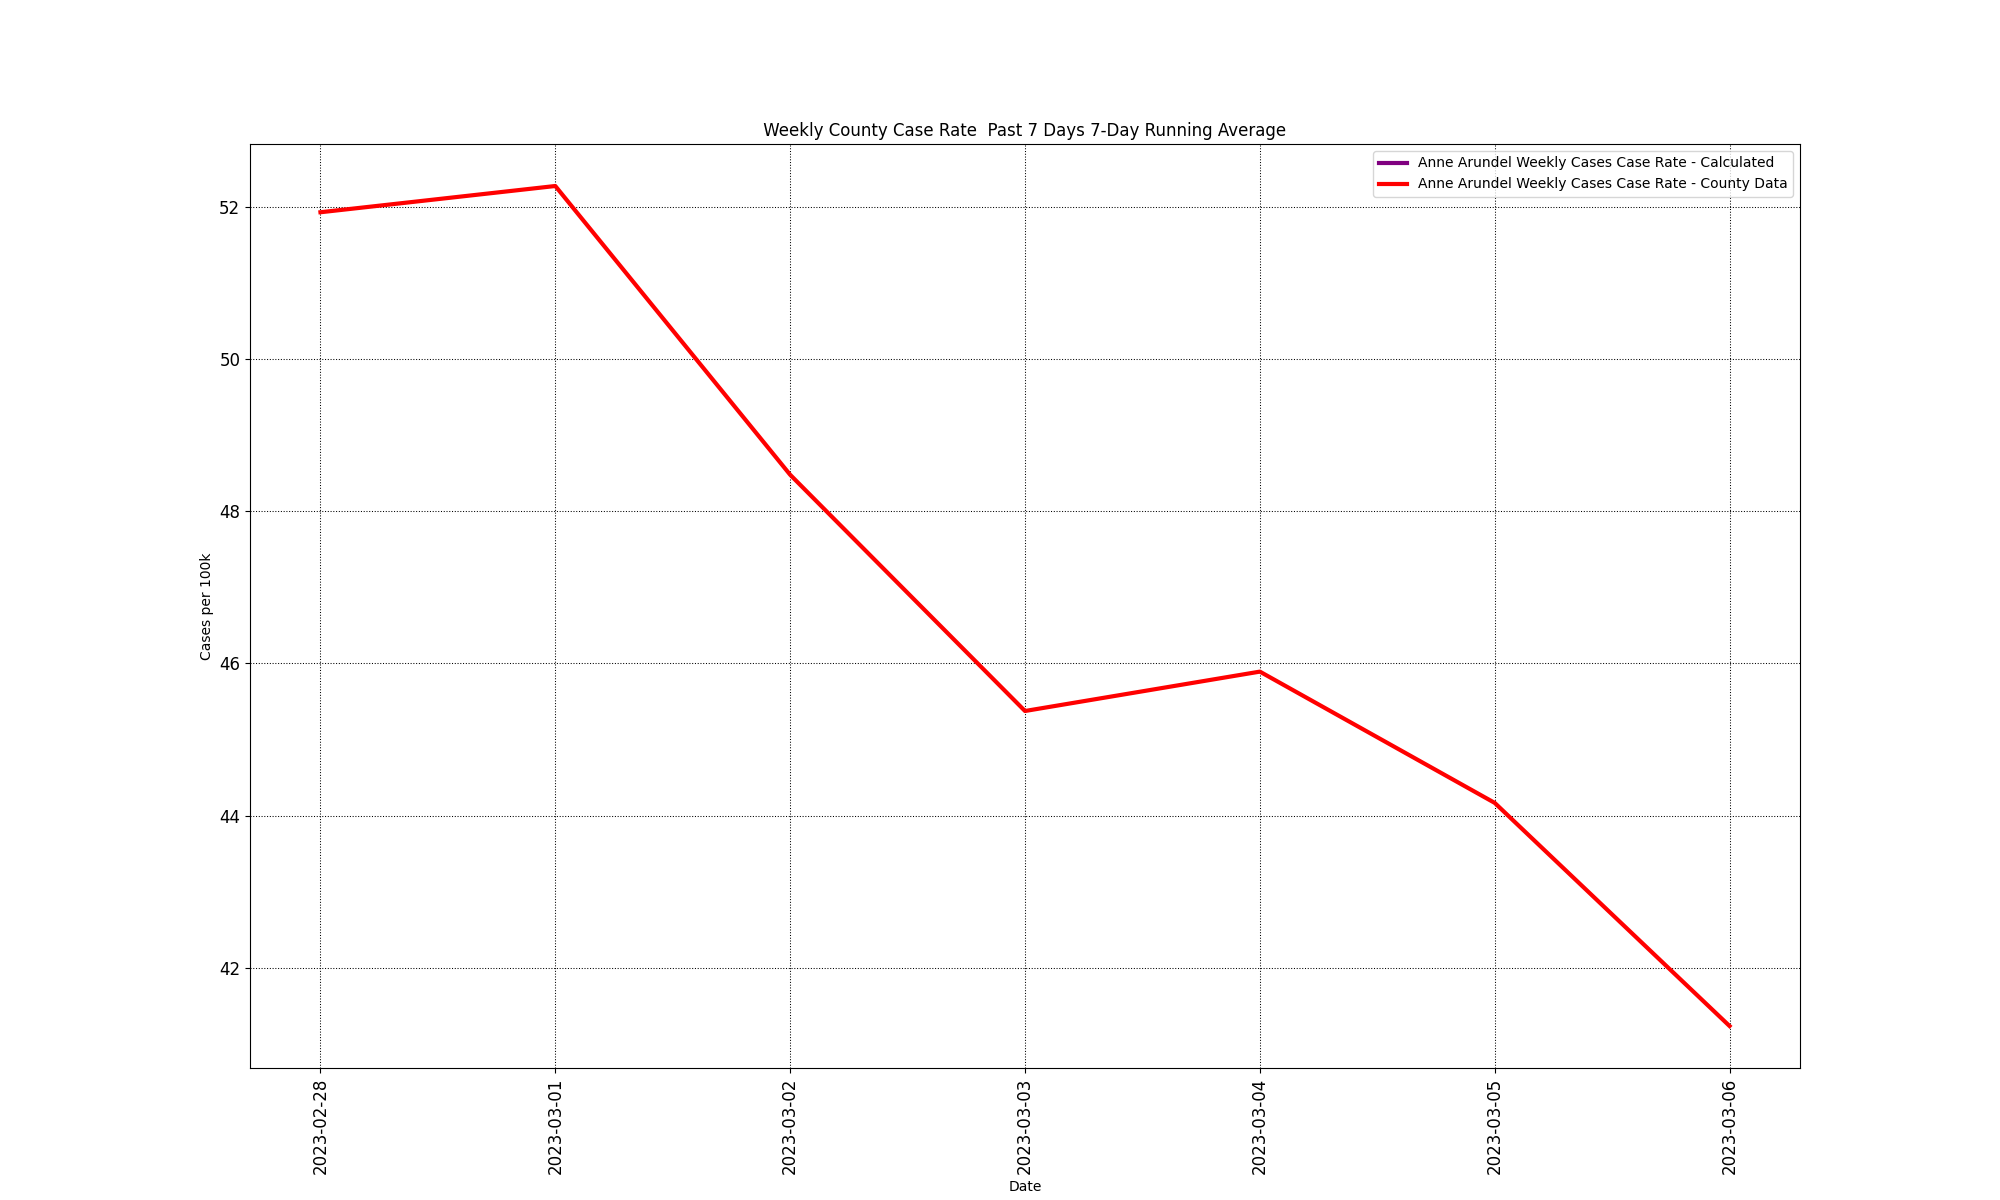 Weekly County Case Rate  Past 7 Days 7-Day Running Average
Anne Arundel Weekly Cases Case Rate - Calculated
Anne Arundel Weekly Cases Case Rate - County Data
52
50
48
46
44
42
Cases per 100k
2023-02-28
2023-03-01
2023-03-02
2023-03-03
2023-03-04
2023-03-05
2023-03-06
Date